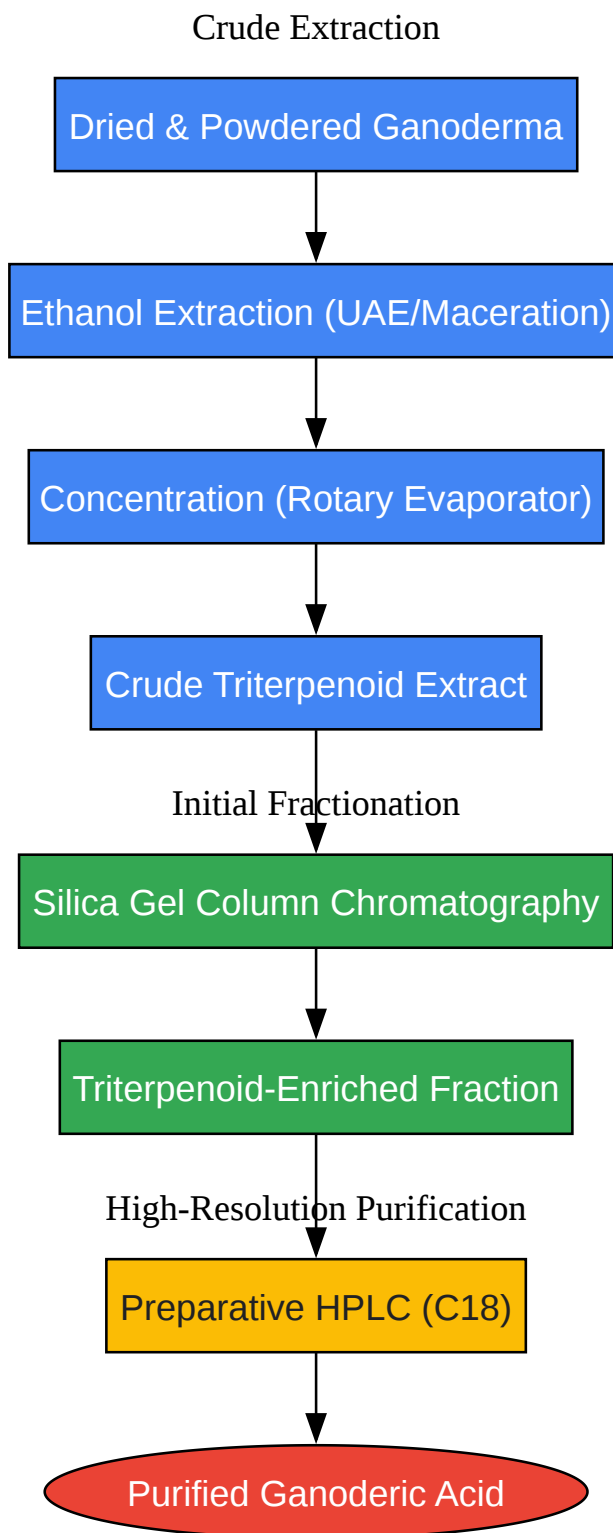 Crude Extraction
Dried & Powdered Ganoderma
Ethanol Extraction (UAE/Maceration)
Concentration (Rotary Evaporator)
Crude Triterpenoid Extract
Initial Fractionation
Silica Gel Column Chromatography
Triterpenoid-Enriched Fraction
High-Resolution Purification
Preparative HPLC (C18)
Purified Ganoderic Acid